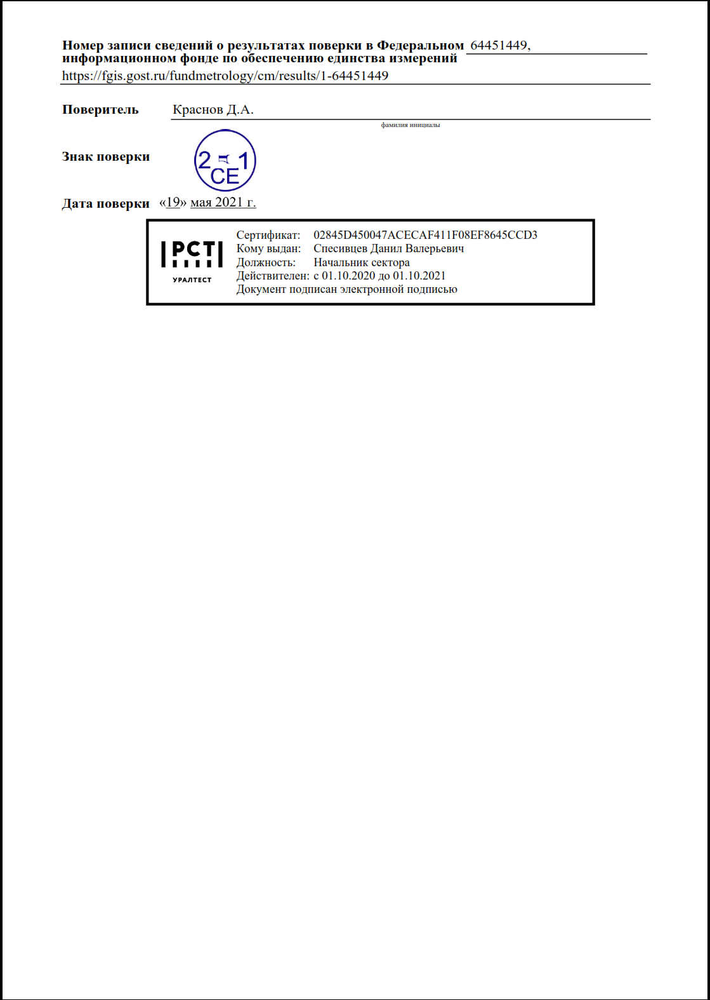 Номер записи сведений о результатах поверки в Федеральном 64451449,
информационном фонде по обеспечению единства измерений
https://fgis.gost.ru/fundmetrology/cm/results/1-64451449
Поверитель Краснов Д.А.
фамилия инициалы
Знак поверки
2 1
СЕ
Дата поверки «19» мая 2021 г.
РСТ
УРАЛТЕСТ
Сертификат: 02845D450047ACECAF411F08EF8645CCD3
Кому выдан: Спесивцев Данил Валерьевич
Должность: Начальник сектора
Действителен: с 01.10.2020 до 01.10.2021
Документ подписан электронной подписью